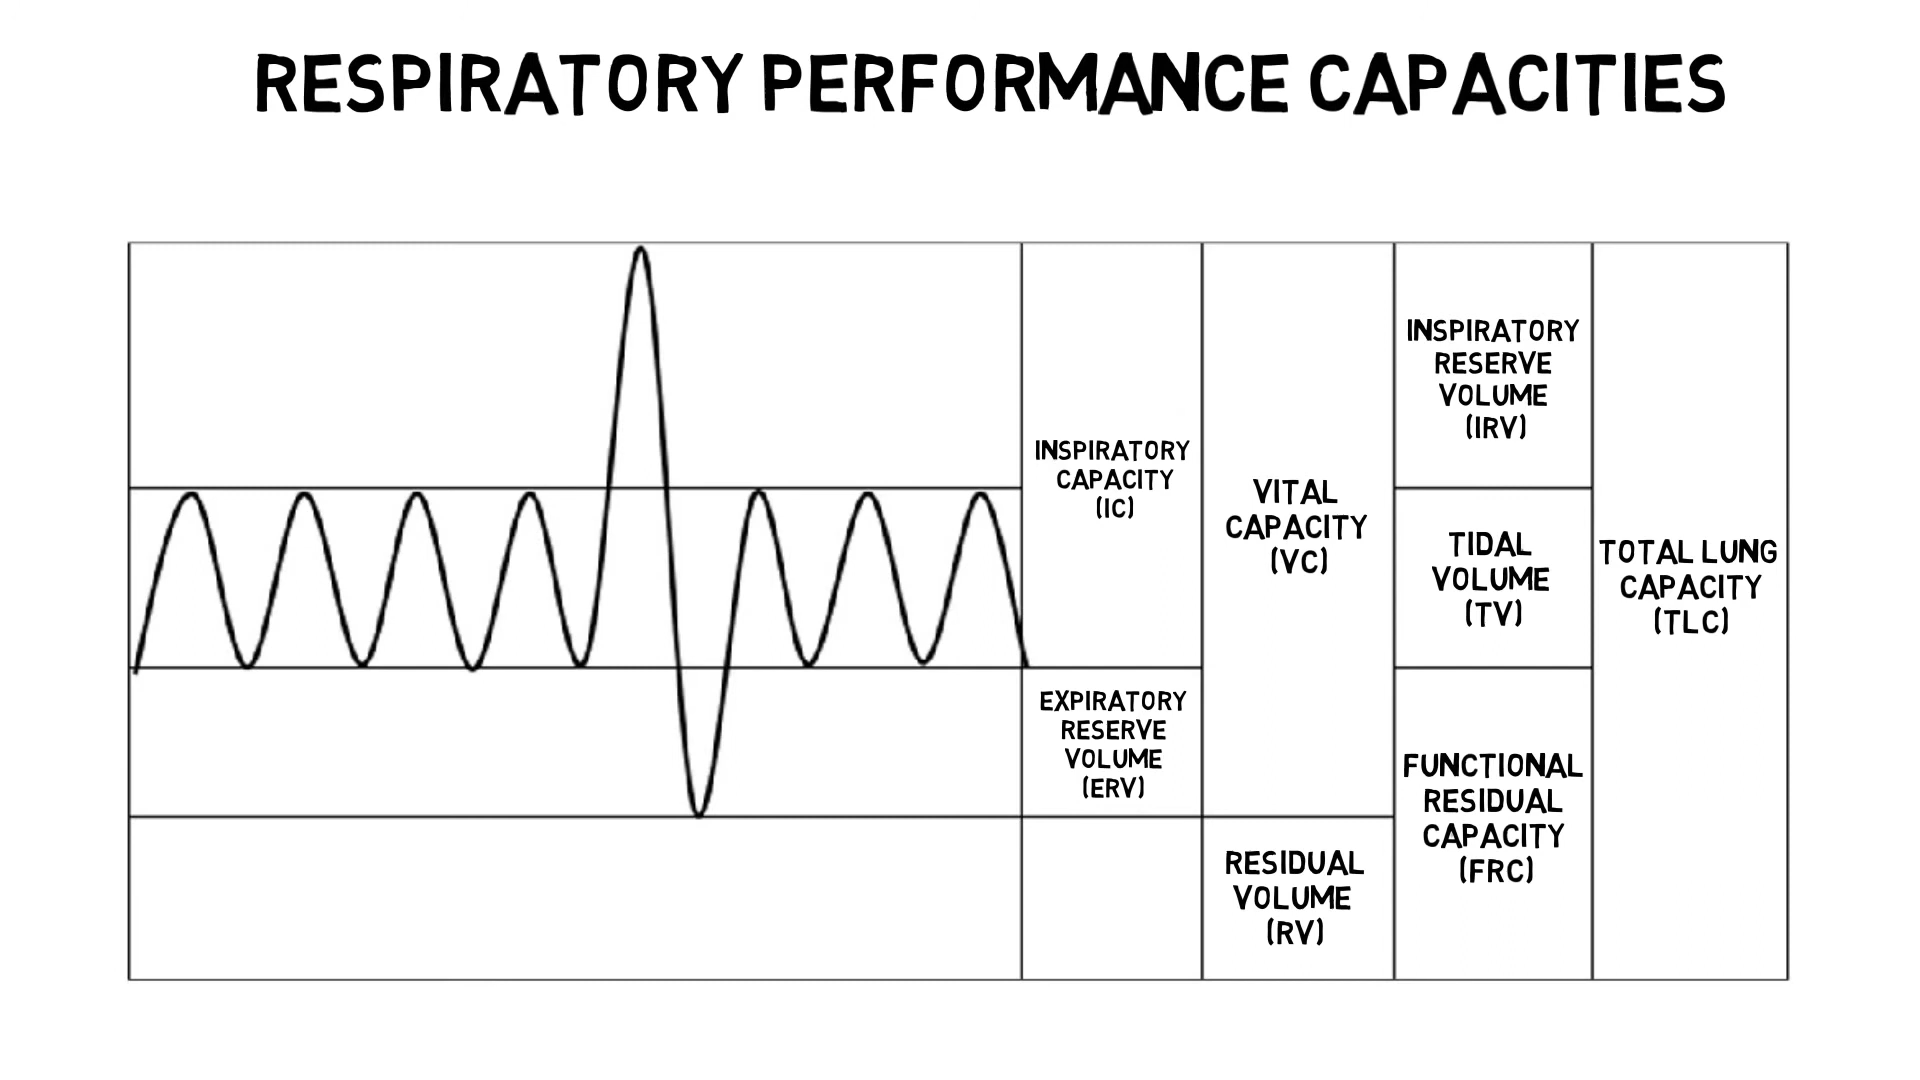 RESPIRATORY PERFORMANCE CAPACITIES
INSPIRATORY
CAPACITY
(IC)
EXPIRATORY
RESERVE
VOLUME
(ERV)
VITAL
CAPACITY
(VC)
RESIDUAL
VOLUME
(RV)
INSPIRATORY
RESERVE
VOLUME
(IRV)
TIDAL
VOLUME
(TV)
FUNCTIONAL
RESIDUAL
CAPACITY
(FRC)
TOTAL LUNG
CAPACITY
(TLC)